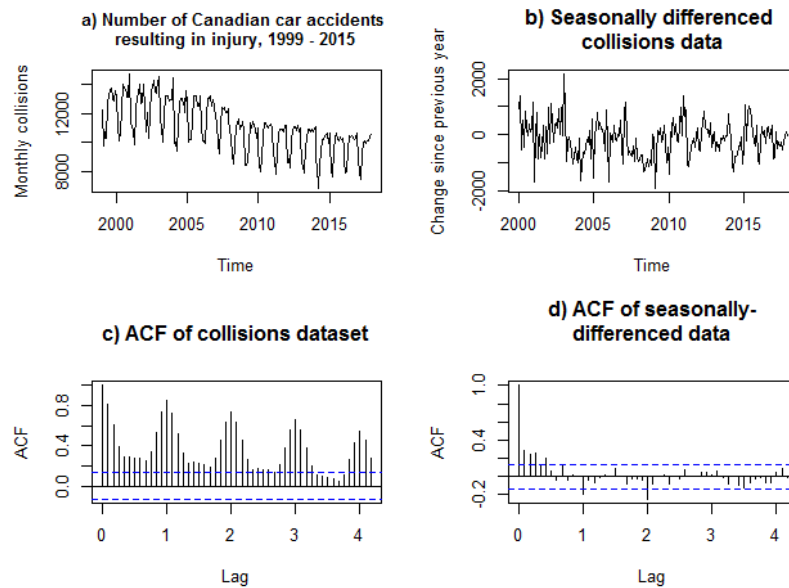 a) Number of Canadian car accidents
resulting in injury, 1999 - 2015
Monthly collisions
12000
8000
2000
2005
2010
2015
Time
b) Seasonally differenced
collisions data
Change since previous year
2000
0
-2000
2000
2005
2010
2015
Time
c) ACF of collisions dataset
ACF
0.8
0.4
0.0
0
1
2
3
4
Lag
d) ACF of seasonally-
differenced data
ACF
1.0
0.4
-0.2
0
1
2
3
4
Lag